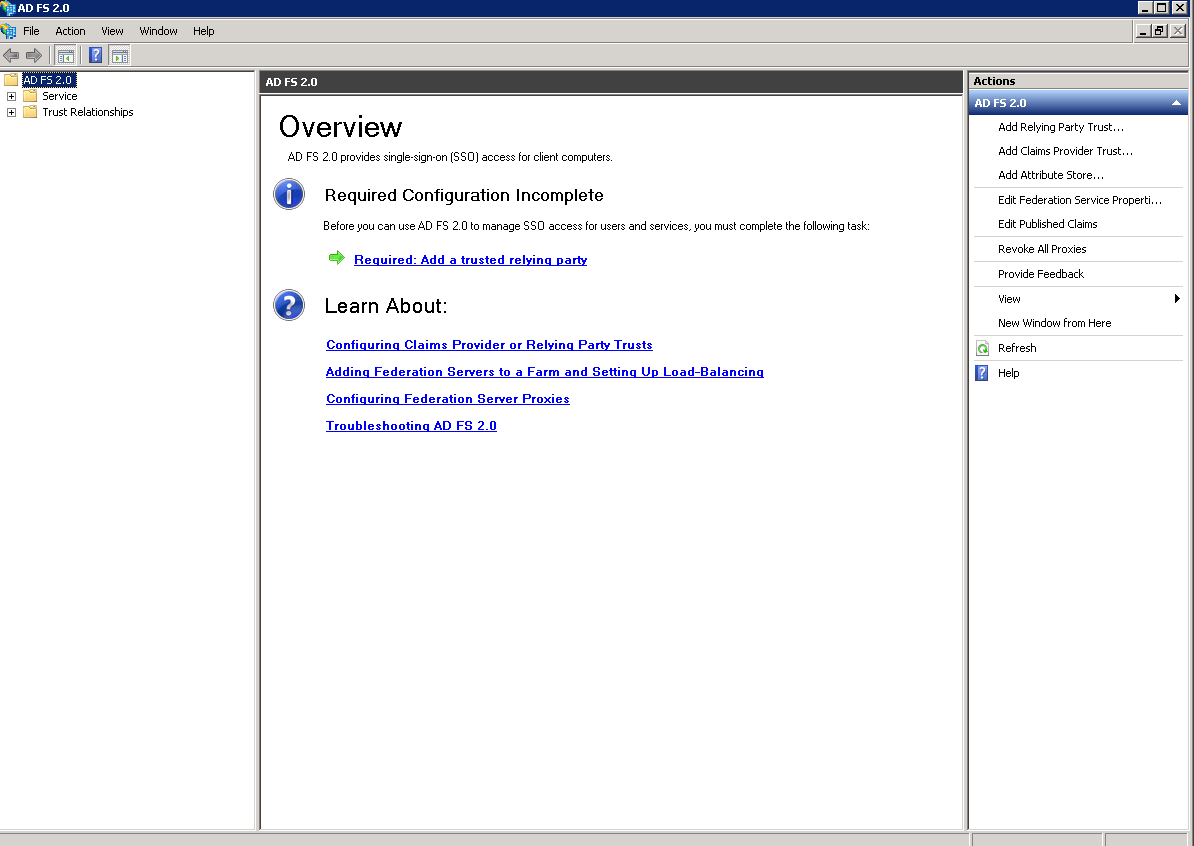 AD FS 2.0
File Action View Window Help
AD FS 2.0
Service
Trust Relationships
AD FS 2.0
Overview
AD FS 2.0 provides single-sign-on (SSO) access for client computers.
Required Configuration Incomplete
Before you can use AD FS 2.0 to manage SSO access for users and services, you must complete the following task:
Required: Add a trusted relying party
Learn About:
Configuring Claims Provider or Relying Party Trusts
Adding Federation Servers to a Farm and Setting Up Load-Balancing
Configuring Federation Server Proxies
Troubleshooting AD FS 2.0
Actions
AD FS 2.0
Add Relying Party Trust...
Add Claims Provider Trust...
Add Attribute Store...
Edit Federation Service Properti...
Edit Published Claims
Revoke All Proxies
Provide Feedback
View
New Window from Here
Refresh
Help